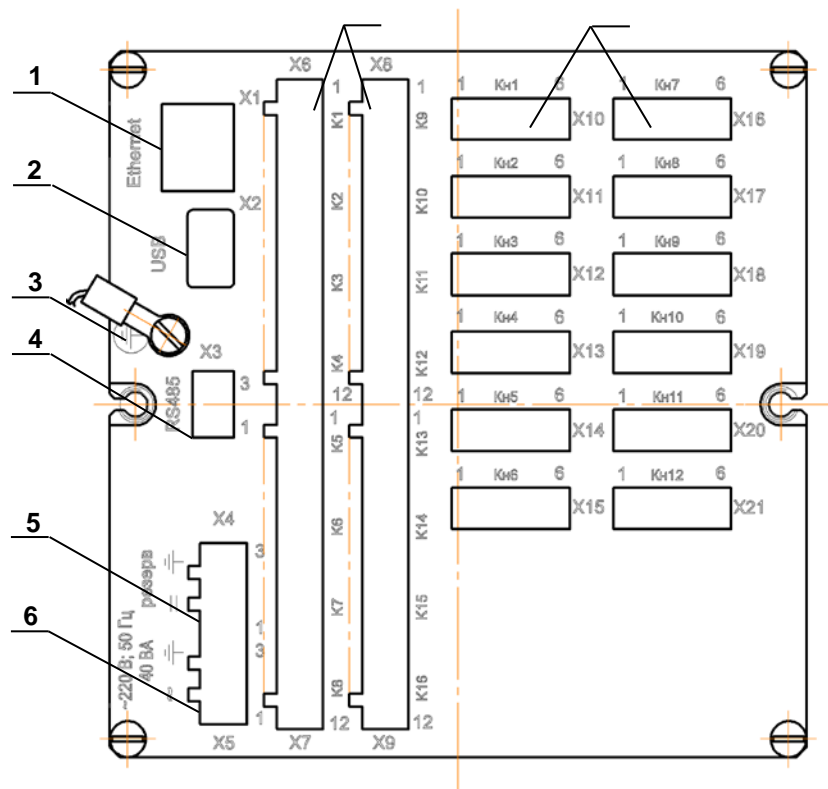 1
2
3
4
5
6
X1
Ethernet
X2
USB
X3
3
RS485
1
X4
3
резерв
1
3
~220 В; 50 Гц
40 ВА
1
X5
X6
1
K1
K2
K3
K4
12
1
K5
K6
K7
K8
12
X7
X8
1
K9
K10
K11
K12
12
1
K13
K14
K15
K16
12
X9
1 Кн1 6
X10
1 Кн2 6
X11
1 Кн3 6
X12
1 Кн4 6
X13
1 Кн5 6
X14
1 Кн6 6
X15
1 Кн7 6
X16
1 Кн8 6
X17
1 Кн9 6
X18
1 Кн10 6
X19
1 Кн11 6
X20
1 Кн12 6
X21